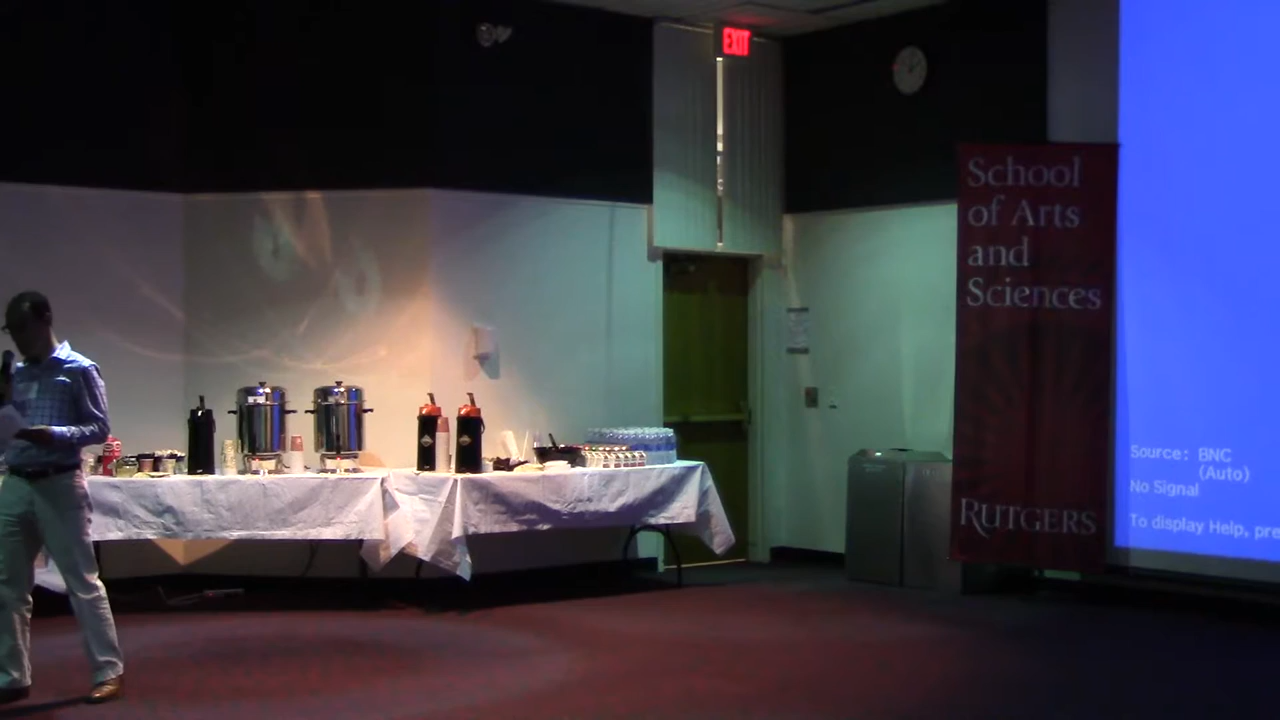 EXIT
School
of Arts
and
Sciences
RUTGERS
Source: BNC
(Auto)
No Signal
To display Help, pre